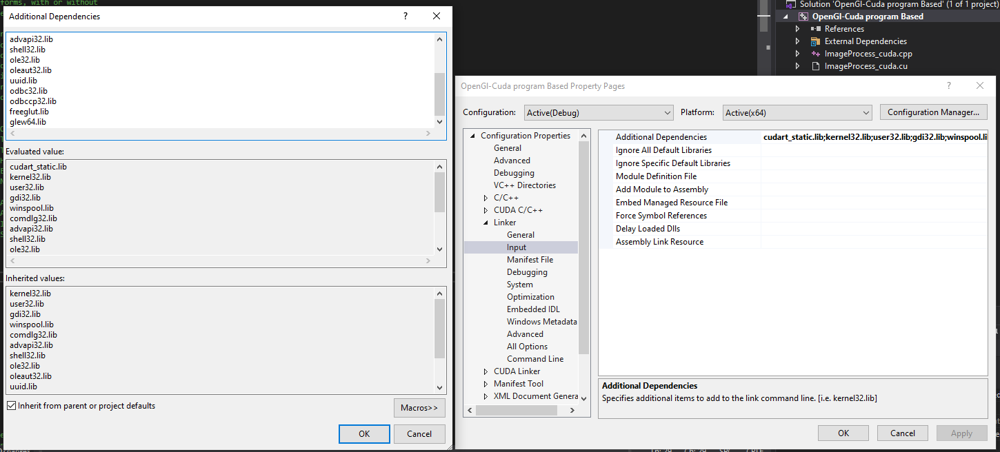 forms, with or without
Additional Dependencies
?
advapi32.lib
shell32.lib
ole32.lib
oleaut32.lib
uuid.lib
odbc32.lib
odbccp32.lib
freeglut.lib
glew64.lib
Evaluated value:
cudart_static.lib
kernel32.lib
user32.lib
gdi32.lib
winspool.lib
comdlg32.lib
advapi32.lib
shell32.lib
ole32.lib
Inherited values:
kernel32.lib
user32.lib
gdi32.lib
winspool.lib
comdlg32.lib
advapi32.lib
shell32.lib
ole32.lib
oleaut32.lib
uuid.lib
Inherit from parent or project defaults
Macros>>
OK
Cancel
Solution 'OpenGI-Cuda program Based' (1 of 1 project)
OpenGI-Cuda program Based
References
External Dependencies
ImageProcess_cuda.cpp
ImageProcess_cuda.cu
OpenGI-Cuda program Based Property Pages
?
Configuration:
Active(Debug)
Platform:
Active(x64)
Configuration Manager...
Configuration Properties
General
Advanced
Debugging
VC++ Directories
C/C++
CUDA C/C++
Linker
General
Input
Manifest File
Debugging
System
Optimization
Embedded IDL
Windows Metadata
Advanced
All Options
Command Line
CUDA Linker
Manifest Tool
XML Document Genera
Additional Dependencies
cudart_static.lib;kernel32.lib;user32.lib;gdi32.lib;winspool.li
Ignore All Default Libraries
Ignore Specific Default Libraries
Module Definition File
Add Module to Assembly
Embed Managed Resource File
Force Symbol References
Delay Loaded Dlls
Assembly Link Resource
Additional Dependencies
Specifies additional items to add to the link command line. [i.e. kernel32.lib]
OK
Cancel
Apply